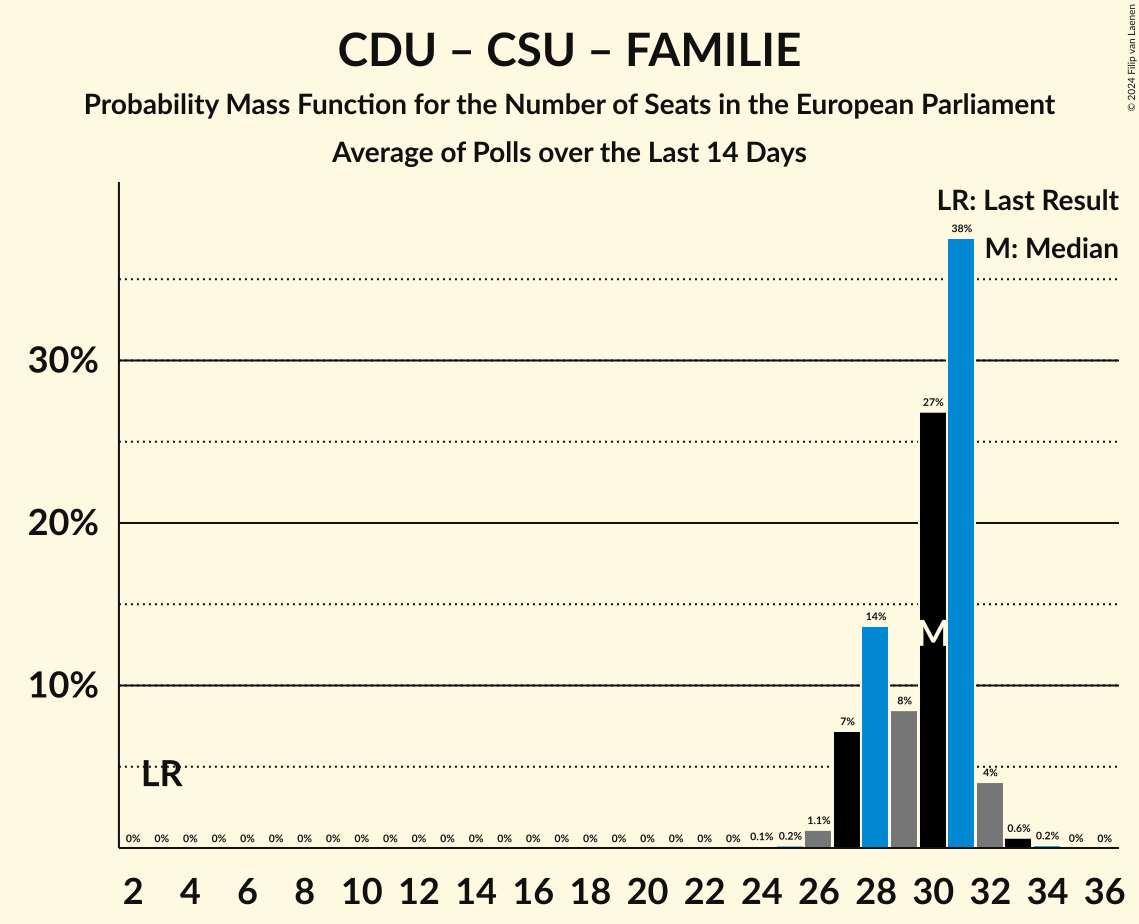 CDU – CSU – FAMILIE
Probability Mass Function for the Number of Seats in the European Parliament
Average of Polls over the Last 14 Days
© 2024 Filip van Laenen
LR: Last Result
M: Median
38%
30%
27%
20%
14%
M
10%
8%
7%
LR
4%
0% 0% 0% 0% 0% 0% 0% 0% 0% 0% 0% 0% 0% 0% 0% 0% 0% 0% 0% 0% 0% 0% 0.1% 0.2% 1.1% 0.6% 0.2% 0% 0%
2 4 6 8 10 12 14 16 18 20 22 24 26 28 30 32 34 36